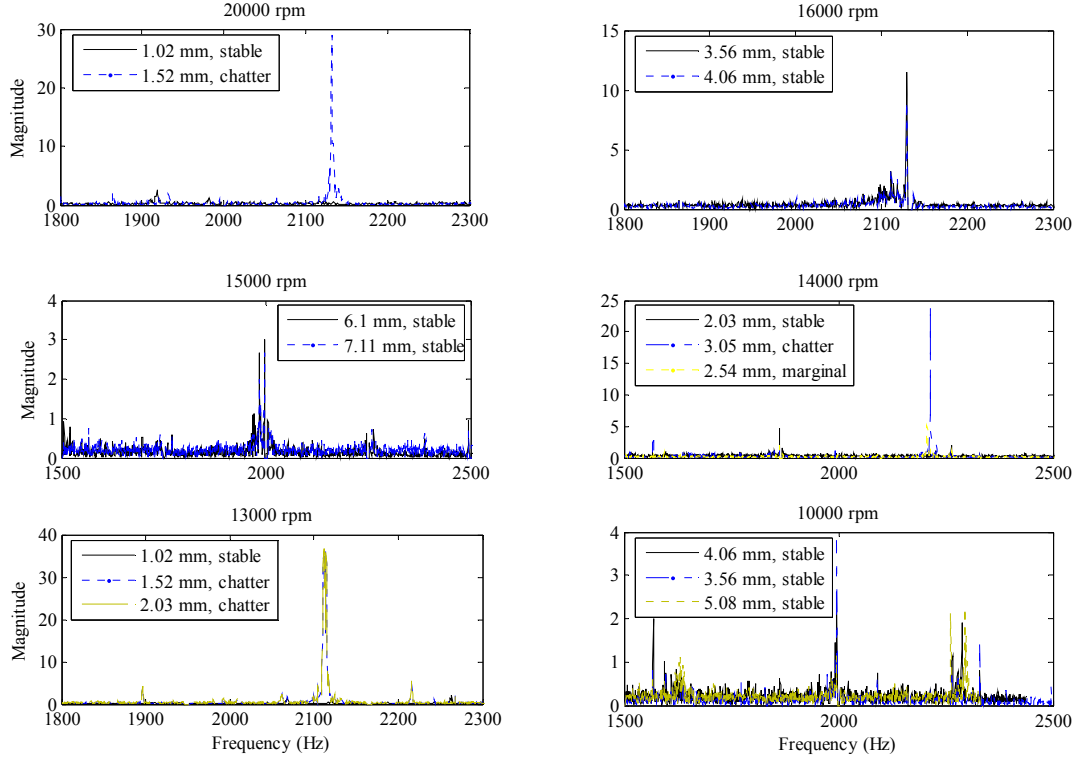 20000 rpm
30
20
10
0
Magnitude
1.02 mm, stable
1.52 mm, chatter
1800
1900
2000
2100
2200
2300
16000 rpm
15
10
5
0
3.56 mm, stable
4.06 mm, stable
1800
1900
2000
2100
2200
2300
15000 rpm
4
3
2
1
0
Magnitude
6.1 mm, stable
7.11 mm, stable
1500
2000
2500
14000 rpm
25
20
15
10
5
0
2.03 mm, stable
3.05 mm, chatter
2.54 mm, marginal
1500
2000
2500
13000 rpm
40
30
20
10
0
Magnitude
1.02 mm, stable
1.52 mm, chatter
2.03 mm, chatter
1800
1900
2000
2100
2200
2300
Frequency (Hz)
10000 rpm
4
3
2
1
0
4.06 mm, stable
3.56 mm, stable
5.08 mm, stable
1500
2000
2500
Frequency (Hz)